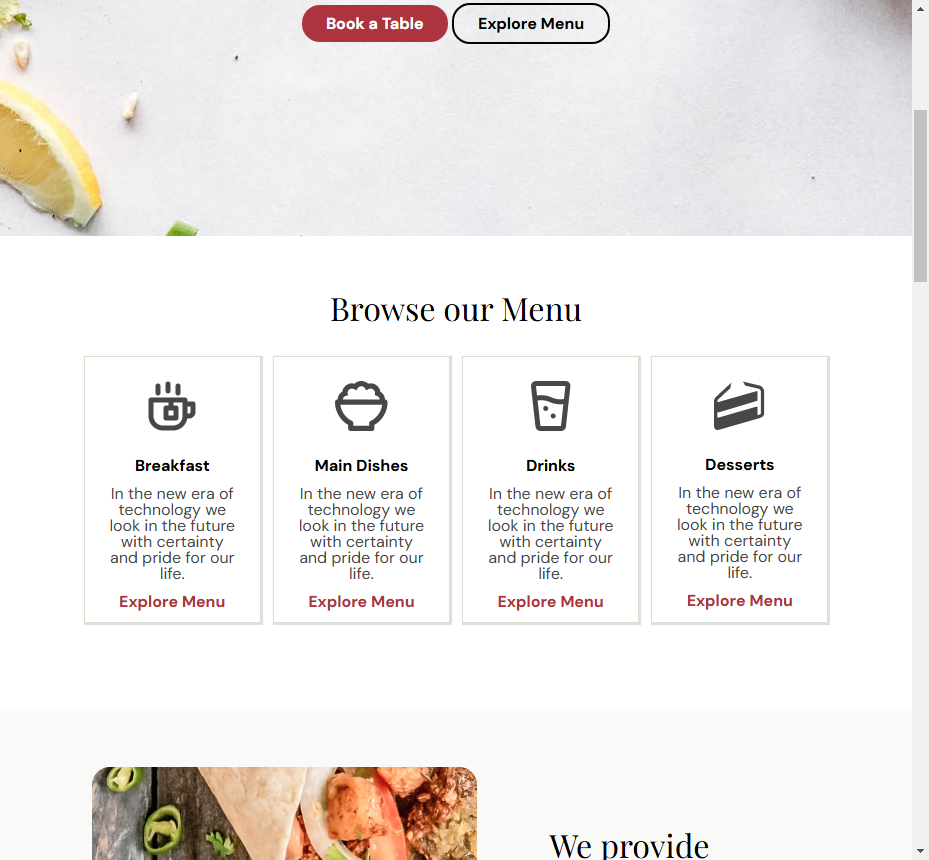 Book a Table
Explore Menu
Browse our Menu
Breakfast
In the new era of
technology we
look in the future
with certainty
and pride for our
life.
Explore Menu
Main Dishes
In the new era of
technology we
look in the future
with certainty
and pride for our
life.
Explore Menu
Drinks
In the new era of
technology we
look in the future
with certainty
and pride for our
life.
Explore Menu
Desserts
In the new era of
technology we
look in the future
with certainty
and pride for our
life.
Explore Menu
We provide